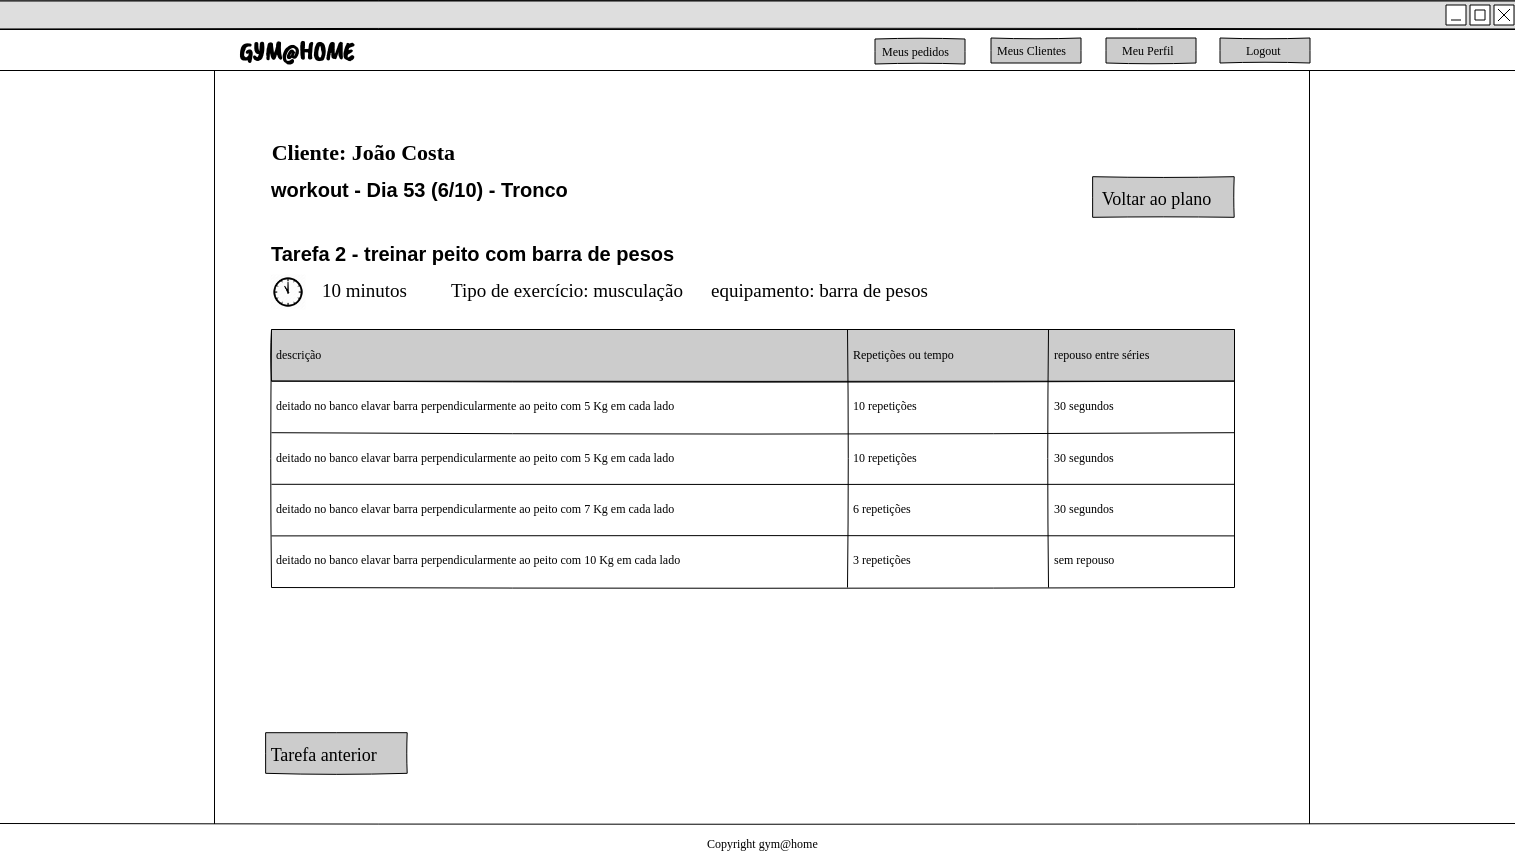 GYM@HOME
Meus pedidos
Meus Clientes
Meu Perfil
Logout
Cliente: João Costa
workout - Dia 53 (6/10) - Tronco
Voltar ao plano
Tarefa 2 - treinar peito com barra de pesos
10 minutos Tipo de exercício: musculação equipamento: barra de pesos
descrição Repetições ou tempo repouso entre séries
deitado no banco elavar barra perpendicularmente ao peito com 5 Kg em cada lado 10 repetições 30 segundos
deitado no banco elavar barra perpendicularmente ao peito com 5 Kg em cada lado 10 repetições 30 segundos
deitado no banco elavar barra perpendicularmente ao peito com 7 Kg em cada lado 6 repetições 30 segundos
deitado no banco elavar barra perpendicularmente ao peito com 10 Kg em cada lado 3 repetições sem repouso
Tarefa anterior
Copyright gym@home